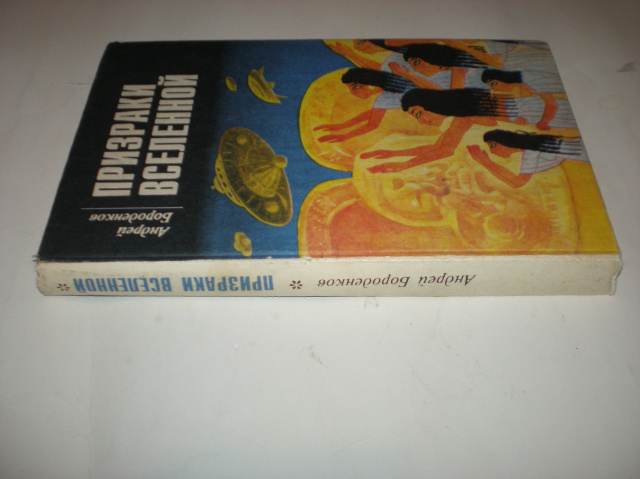 Андрей
Бороденков
ПРИЗРАКИ
ВСЕЛЕННОЙ
Андрей Бороденков * ПРИЗРАКИ ВСЕЛЕННОЙ *